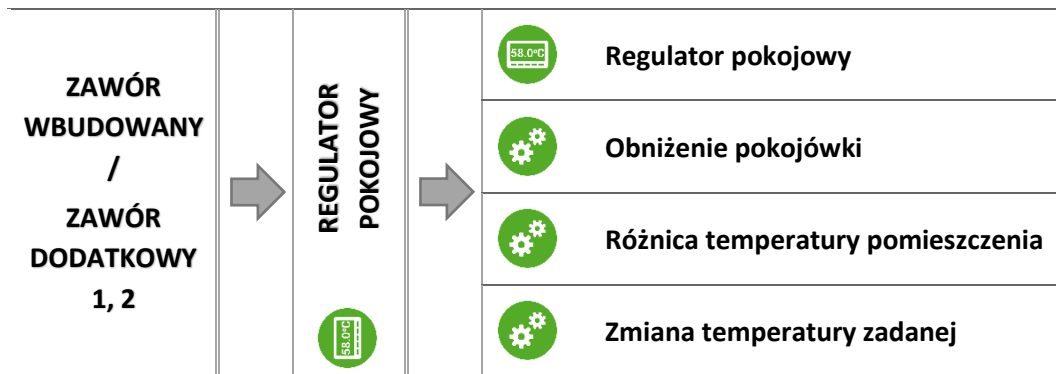 ZAWÓR
WBUDOWANY
/
ZAWÓR
DODATKOWY
1, 2
REGULATOR
POKOJOWY
58.0°C
58.0°C
Regulator pokojowy
Obniżenie pokojówki
Różnica temperatury pomieszczenia
Zmiana temperatury zadanej